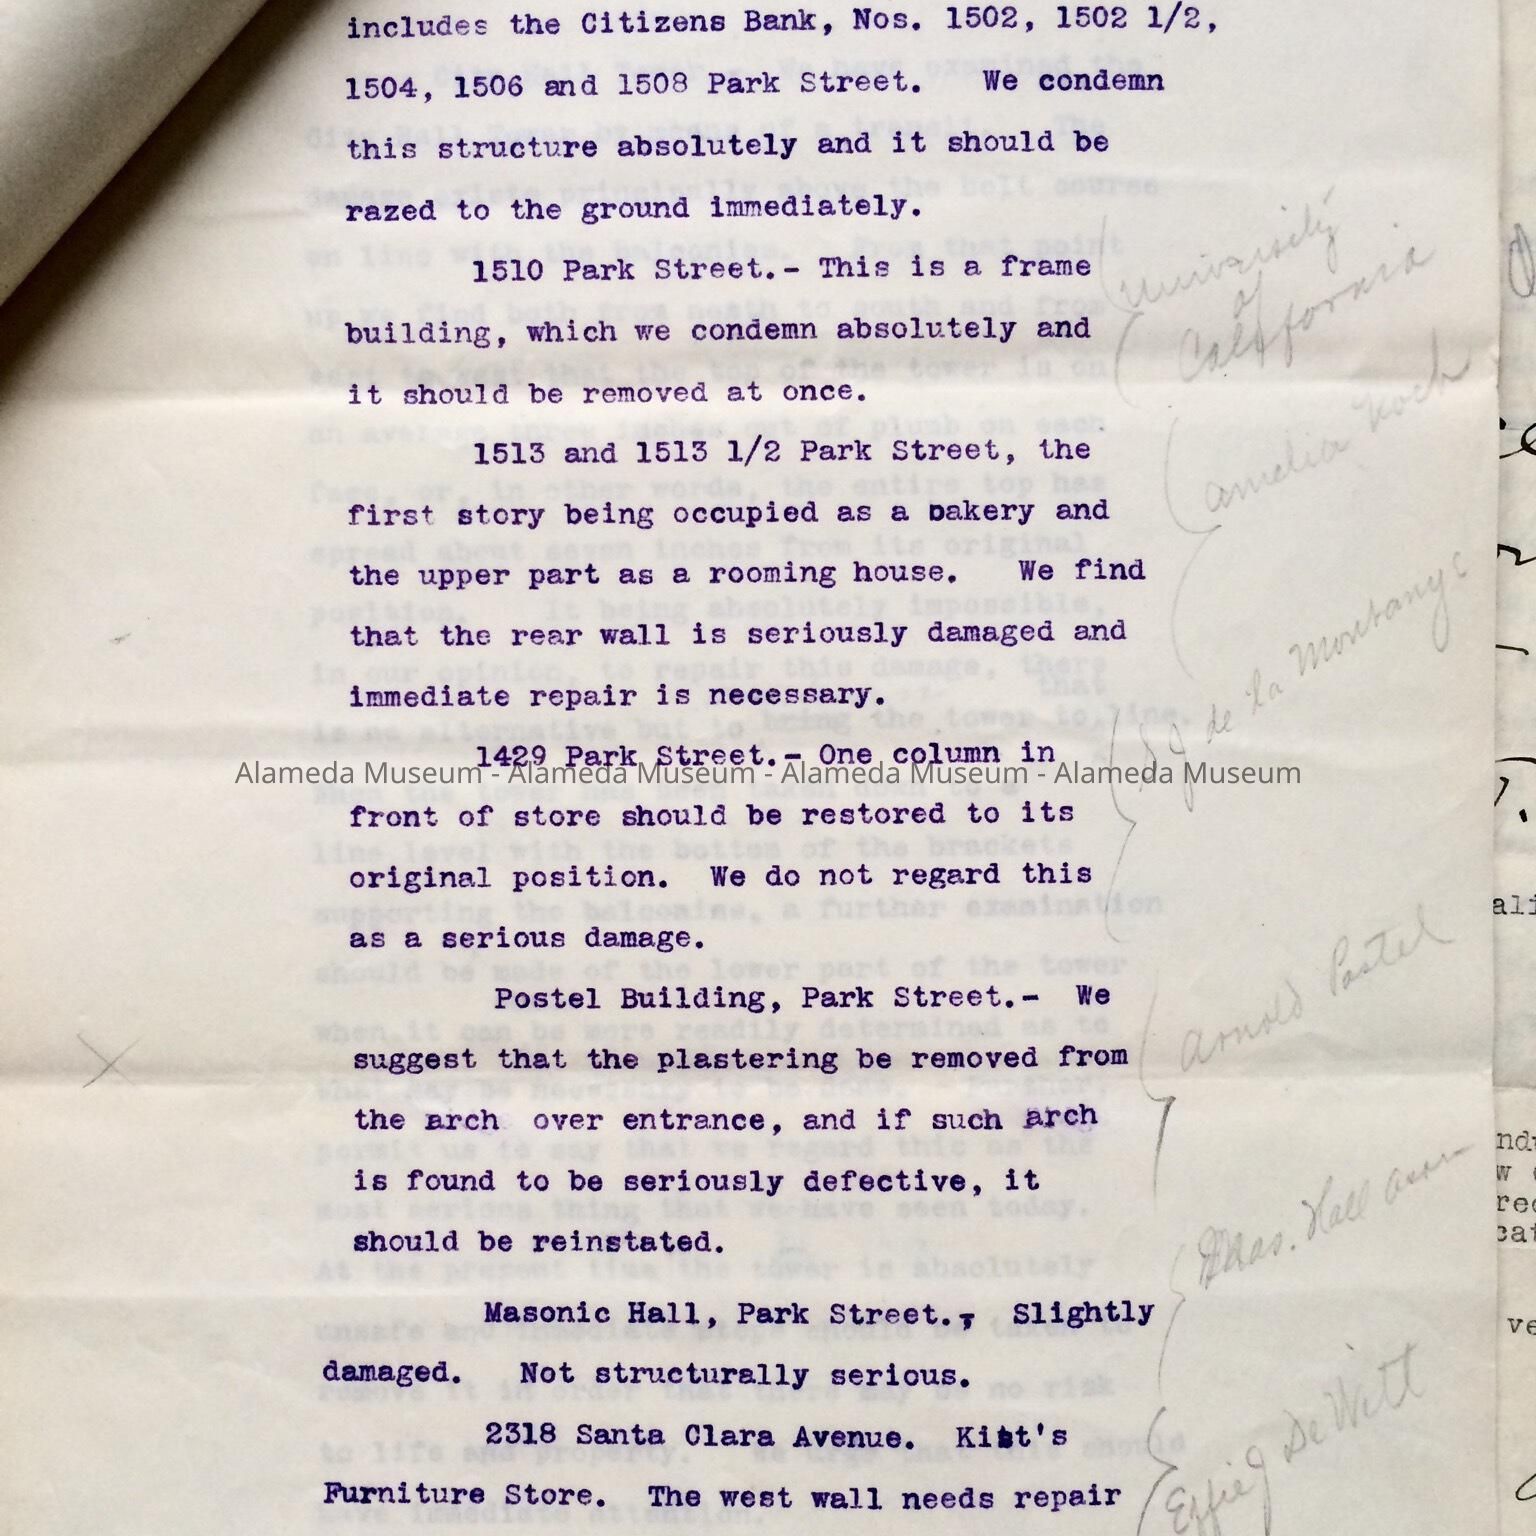 includes the Citizens Bank, Nos. 1502, 1502 1/2,
1504, 1506 and 1508 Park Street. We condemn
this structure absolutely and it should be
razed to the ground immediately.
1510 Park Street.- This is a frame
building, which we condemn absolutely and
it should be removed at once.
University
of
California
1513 and 1513 1/2 Park Street, the
first story being occupied as a bakery and
the upper part as a rooming house. We find
that the rear wall is seriously damaged and
immediate repair is necessary.
Amelia Koch
1429 Park Street.- One column in
front of store should be restored to its
original position. We do not regard this
as a serious damage.
de La Montanye
Alameda Museum - Alameda Museum - Alameda Museum - Alameda Museum
Postel Building, Park Street.- We
suggest that the plastering be removed from
the arch over entrance, and if such arch
is found to be seriously defective, it
should be reinstated.
Arnold Postel
Masonic Hall, Park Street.- Slightly
damaged. Not structurally serious.
Mas. Hall assn
2318 Santa Clara Avenue. Kitt's
Furniture Store. The west wall needs repair
Effie J DeWitt